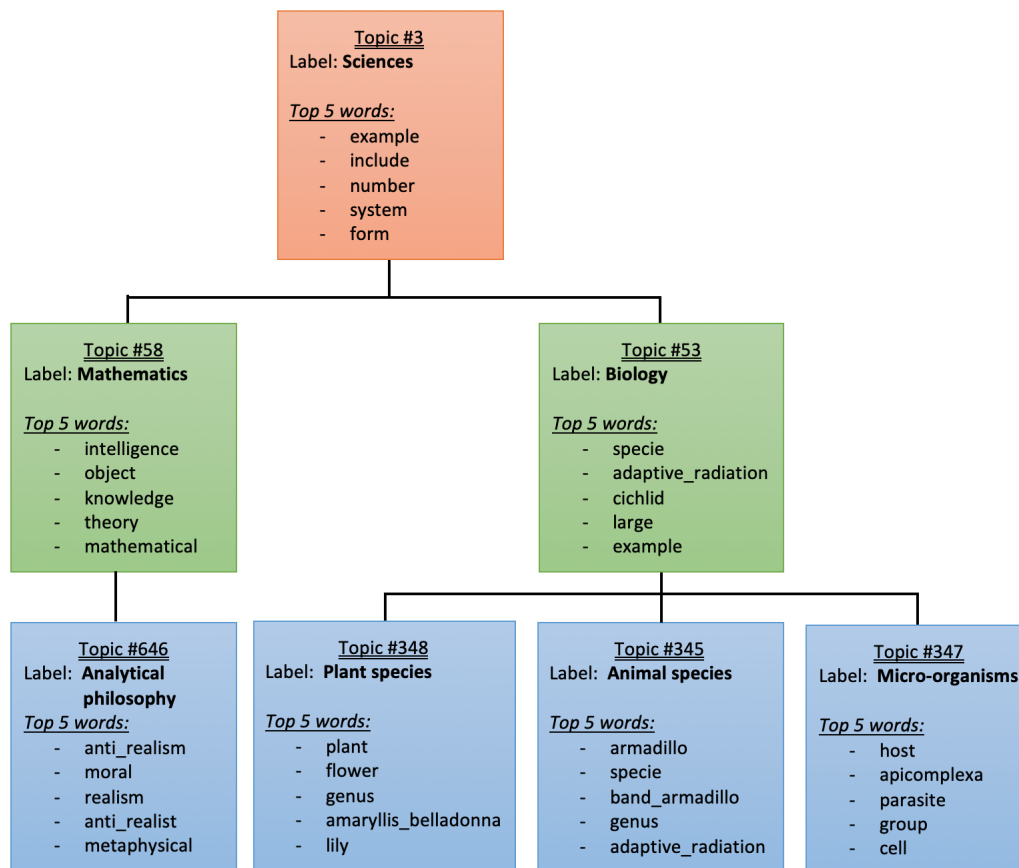 Topic #3
Label: Sciences
Top 5 words:
- example
- include
- number
- system
- form
Topic #58
Label: Mathematics
Top 5 words:
- intelligence
- object
- knowledge
- theory
- mathematical
Topic #53
Label: Biology
Top 5 words:
- specie
- adaptive_radiation
- cichlid
- large
- example
Topic #646
Label: Analytical
philosophy
Top 5 words:
- anti_realism
- moral
- realism
- anti_realist
- metaphysical
Topic #348
Label: Plant species
Top 5 words:
- plant
- flower
- genus
- amaryllis_belladonna
- lily
Topic #345
Label: Animal species
Top 5 words:
- armadillo
- specie
- band_armadillo
- genus
- adaptive_radiation
Topic #347
Label: Micro-organisms
Top 5 words:
- host
- apicomplexa
- parasite
- group
- cell